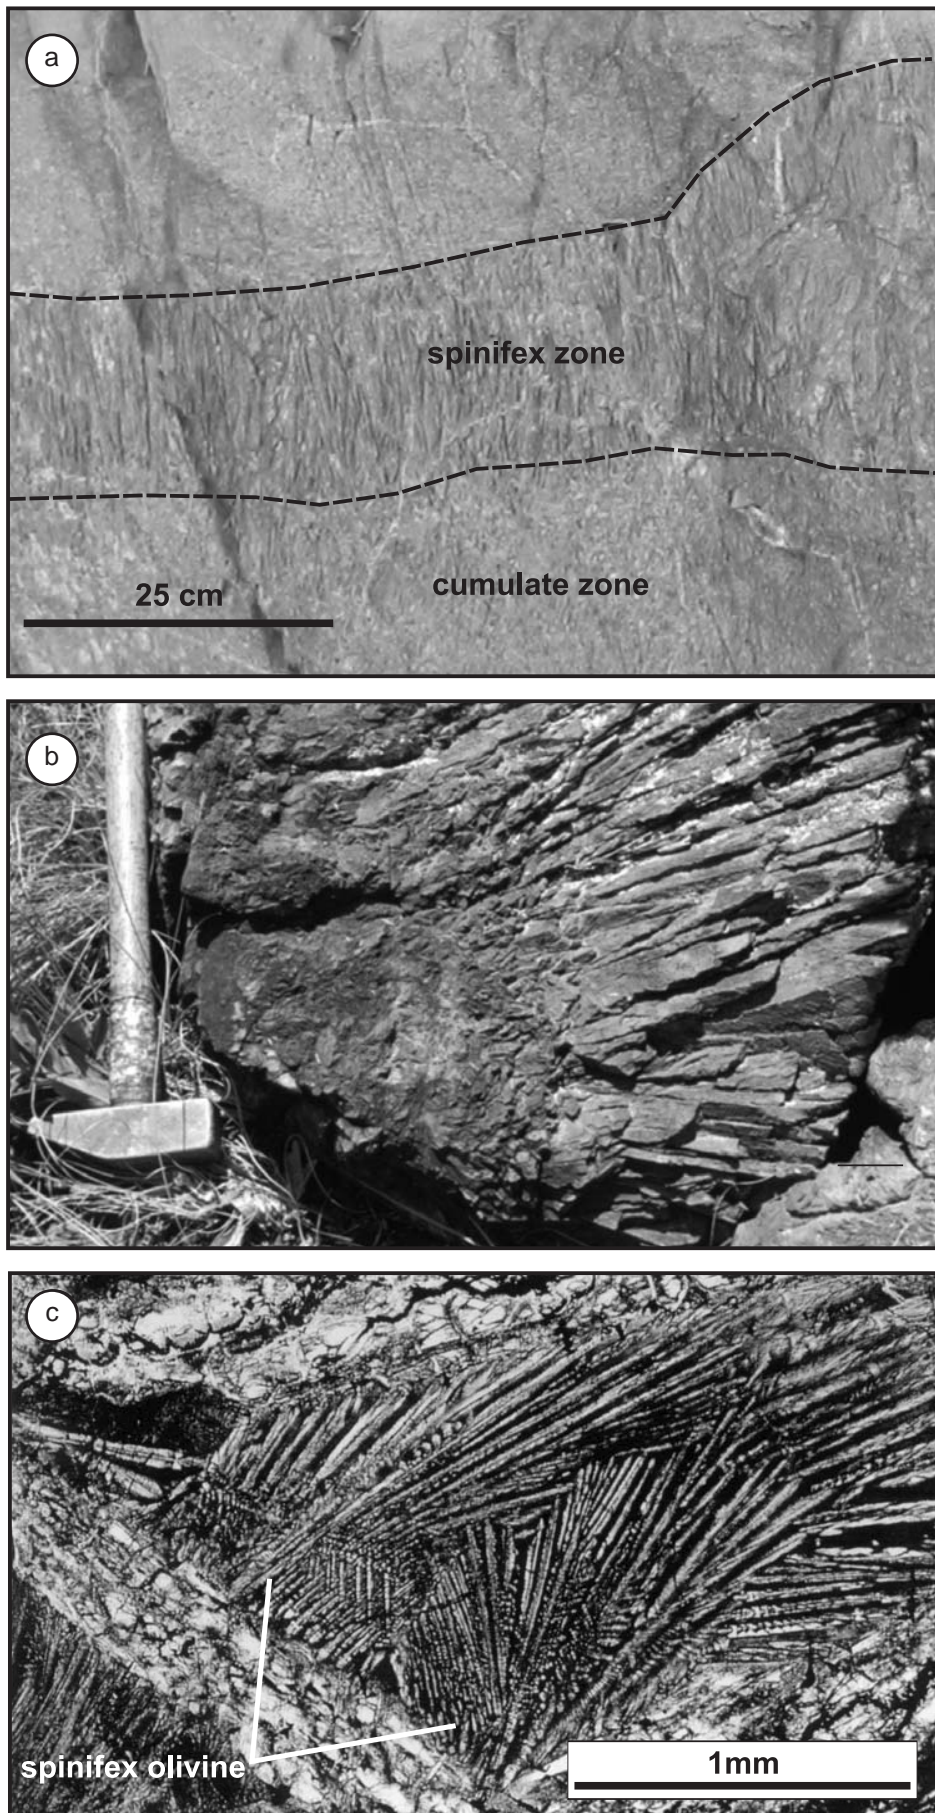 a
spinifex zone
25 cm
cumulate zone
b
c
spinifex olivine
1mm